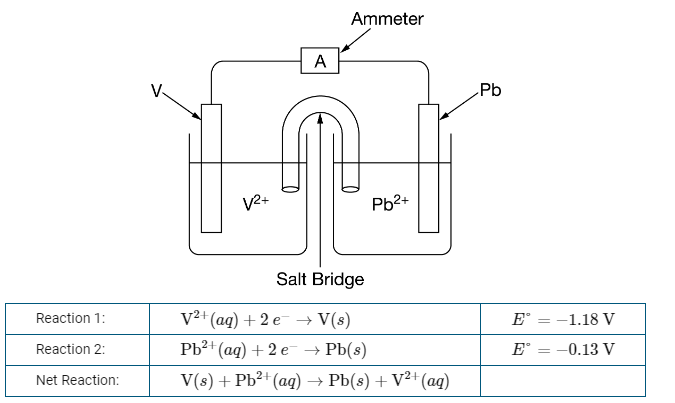 Ammeter
A
V
Pb
V²⁺
Pb²⁺
Salt Bridge
Reaction 1: V²⁺(aq) + 2 e⁻ → V(s) E° = −1.18 V
Reaction 2: Pb²⁺(aq) + 2 e⁻ → Pb(s) E° = −0.13 V
Net Reaction: V(s) + Pb²⁺(aq) → Pb(s) + V²⁺(aq)